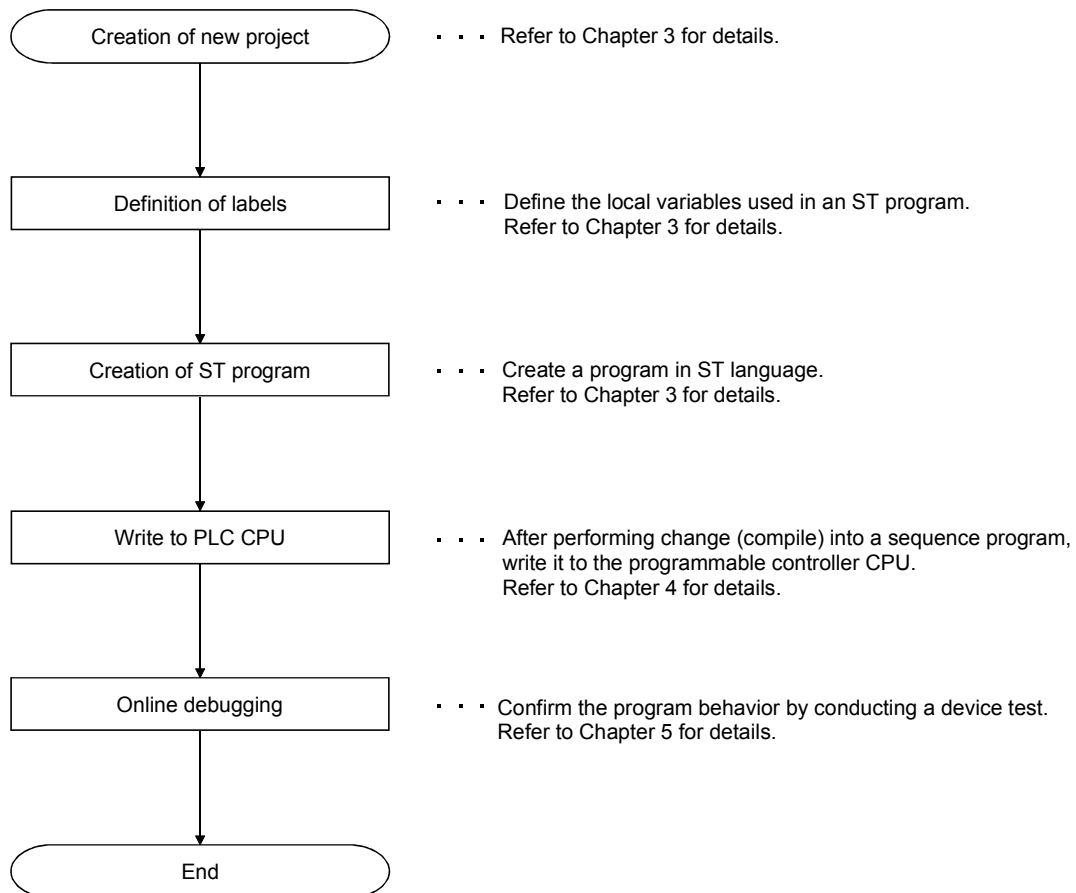 Creation of new project
· · · Refer to Chapter 3 for details.
Definition of labels
· · · Define the local variables used in an ST program.
Refer to Chapter 3 for details.
Creation of ST program
· · · Create a program in ST language.
Refer to Chapter 3 for details.
Write to PLC CPU
· · · After performing change (compile) into a sequence program,
write it to the programmable controller CPU.
Refer to Chapter 4 for details.
Online debugging
· · · Confirm the program behavior by conducting a device test.
Refer to Chapter 5 for details.
End